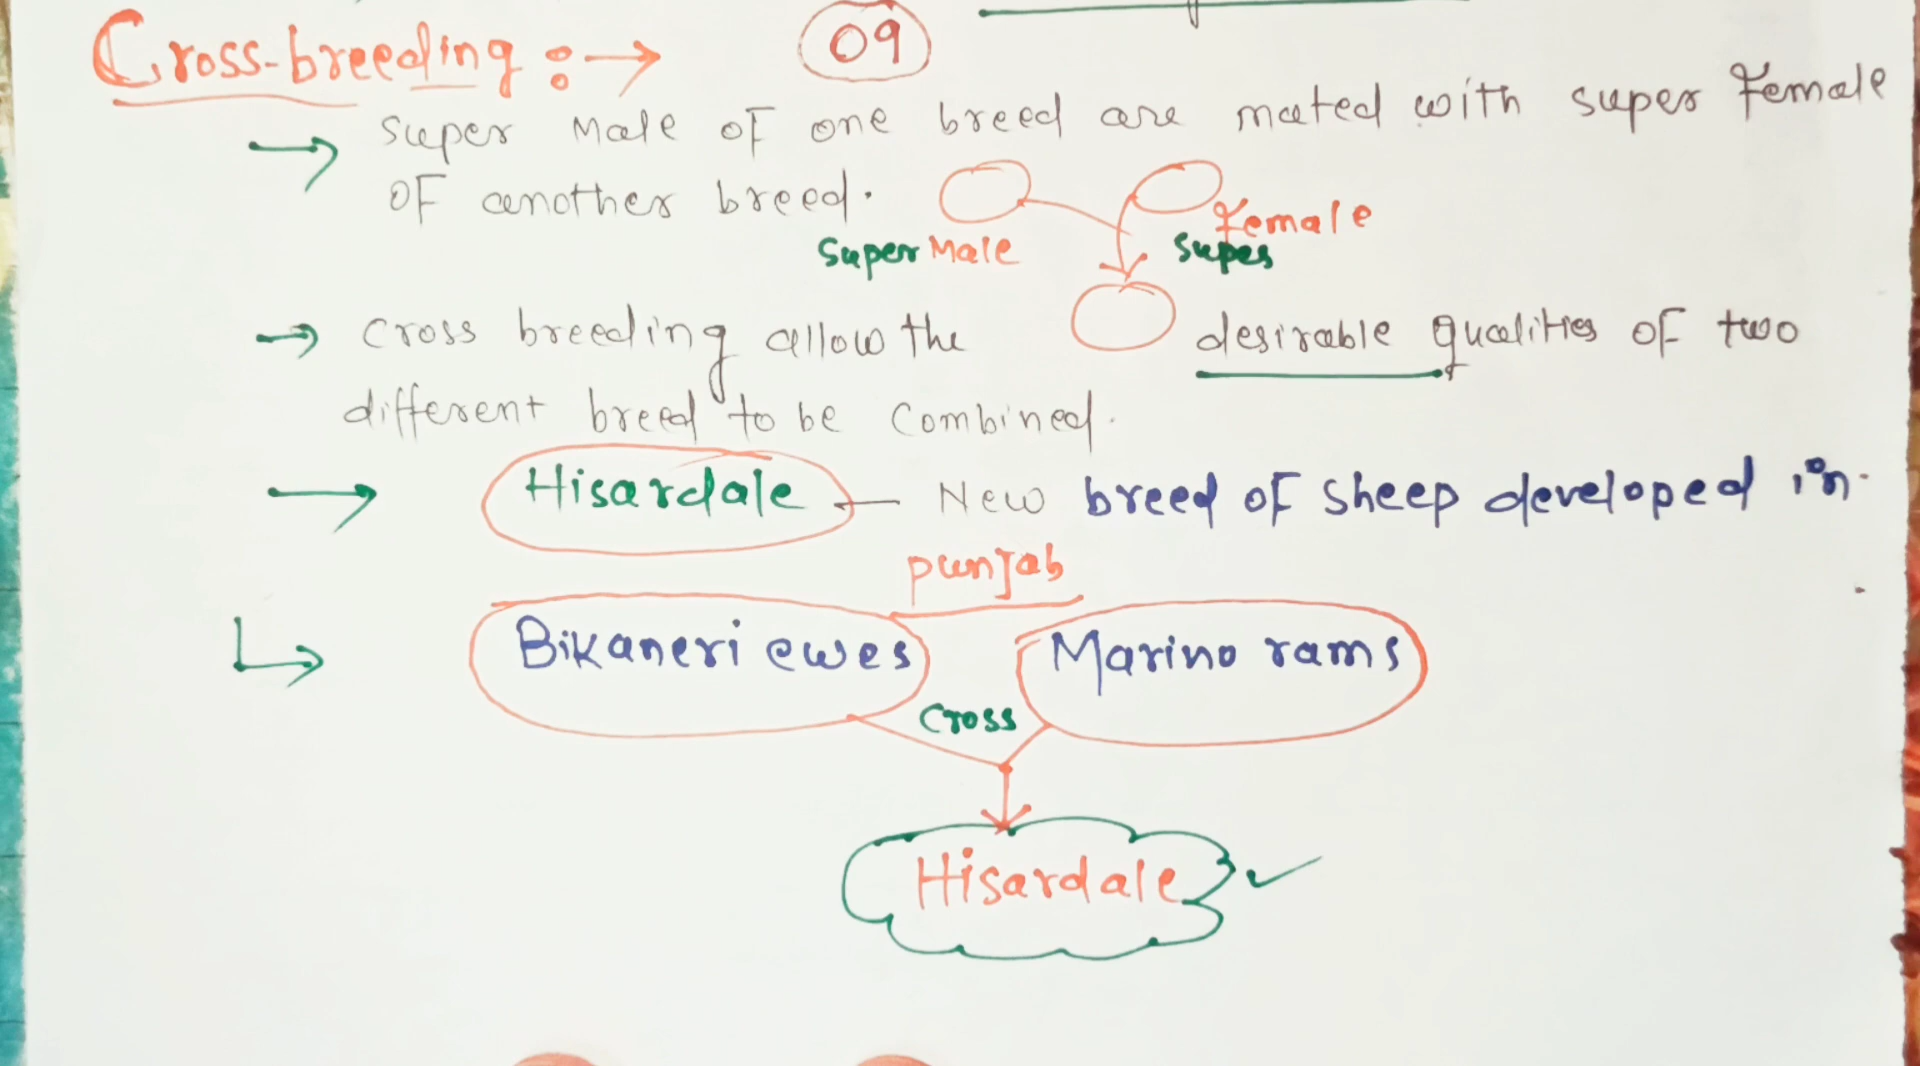 Cross-breeding :→ 09
→ super Male of one breed are mated with super Female
of another breed.
Super Male
Female
Super
→ Cross breeding allow the desirable qualities of two
different breed to be Combined.
→ Hisardale — New breed of sheep developed in
punjab
Bikaneri ewes Marino rams
Cross
Hisardale ✓